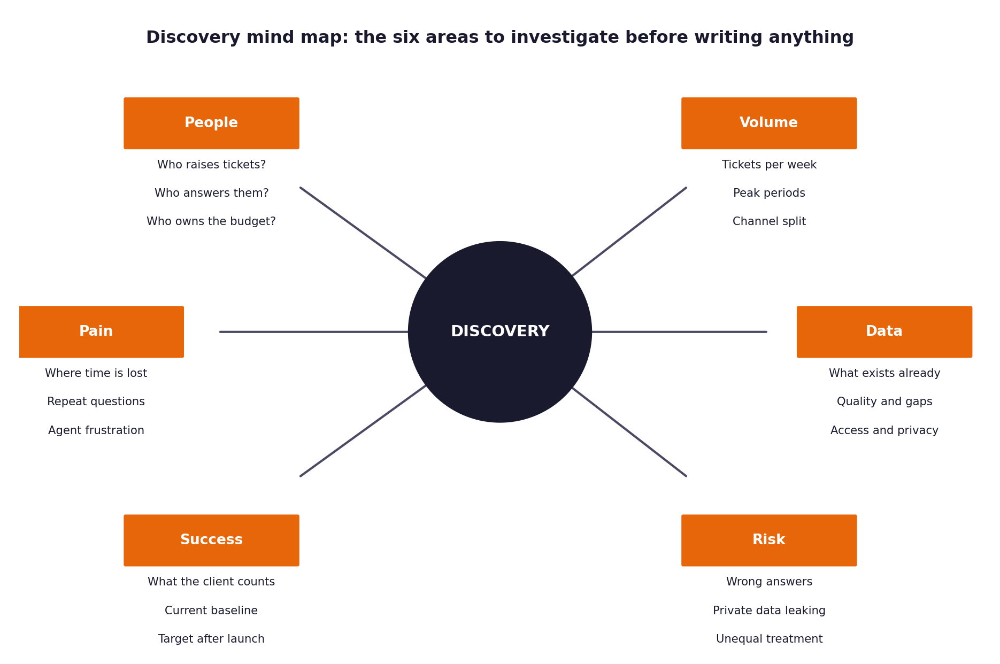 Discovery mind map: the six areas to investigate before writing anything
People
Who raises tickets?
Who answers them?
Who owns the budget?
Volume
Tickets per week
Peak periods
Channel split
Pain
Where time is lost
Repeat questions
Agent frustration
DISCOVERY
Data
What exists already
Quality and gaps
Access and privacy
Success
What the client counts
Current baseline
Target after launch
Risk
Wrong answers
Private data leaking
Unequal treatment